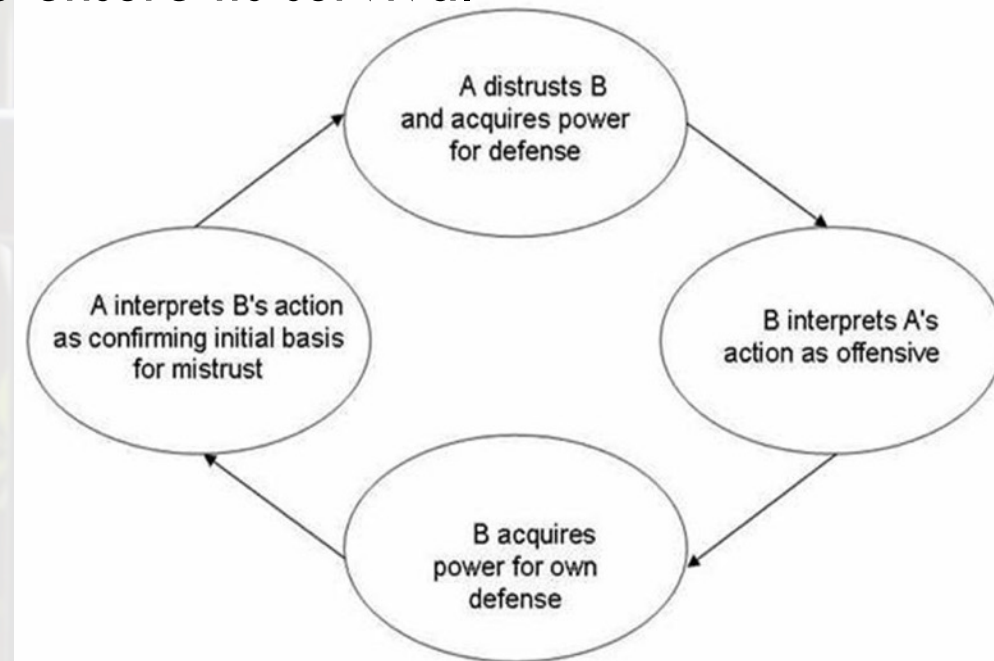 A distrusts B
and acquires power
for defense
B interprets A's
action as offensive
B acquires
power for own
defense
A interprets B's action
as confirming initial basis
for mistrust